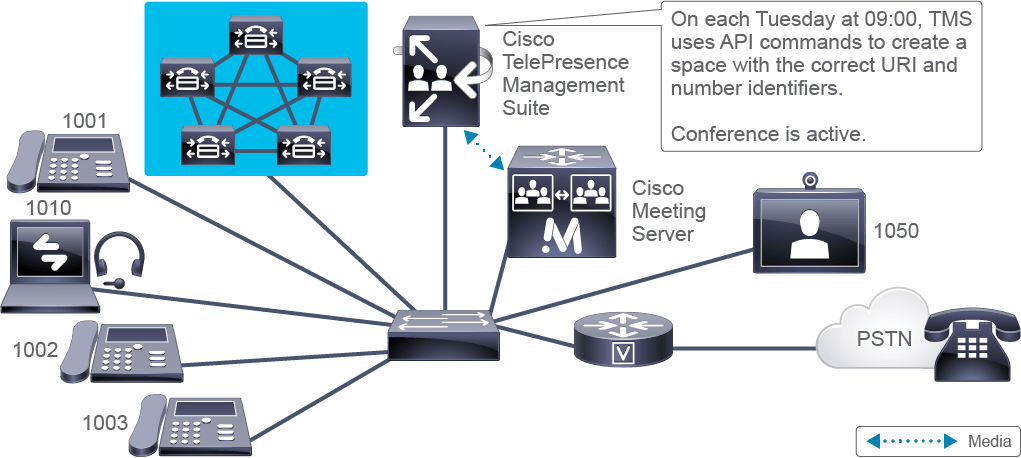 Cisco
TelePresence
Management
Suite
On each Tuesday at 09:00, TMS
uses API commands to create a
space with the correct URI and
number identifiers.
Conference is active.
1001
1010
1002
1003
M
Cisco
Meeting
Server
1050
V
PSTN
Media